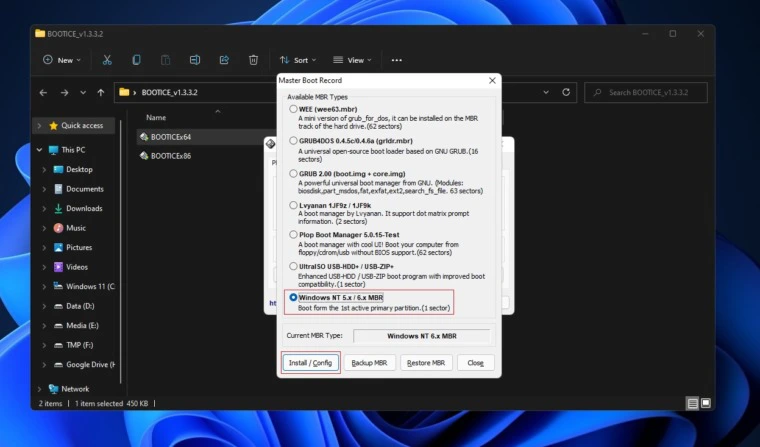 BOOTICE_v1.3.3.2
New
Sort
View
BOOTICE_v1.3.3.2
Search BOOTICE_v1.3.3.2
Quick access
This PC
Desktop
Documents
Downloads
Music
Pictures
Videos
Windows 11 (C
Data (D:)
Media (E:)
TMP (F:)
Google Drive (H
Network
Name
BOOTICEx64
BOOTICEx86
2 items | 1 item selected 450 KB |
Master Boot Record
Available MBR Types
WEE (wee63.mbr)
A mini version of grub_for_dos, it can be installed on the MBR
track of the hard drive.(62 sectors)
GRUB4DOS 0.4.5c/0.4.6a (grldr.mbr)
A universal open-source boot loader based on GNU GRUB.(16
sectors)
GRUB 2.00 (boot.img + core.img)
A powerful universal boot manager from GNU. (Modules:
biosdisk,part_msdos,fat,exfat,ext2,search_fs_file. 63 sectors)
Lvyanan 1JF9z / 1JF9k
A boot manager by Lvyanan. It support dot matrix prompt
information. (2 sectors)
Plop Boot Manager 5.0.15-Test
A boot manager with cool UI! Boot your computer from
floppy/cdrom/usb without BIOS support.(62 sectors)
UltraISO USB-HDD+ / USB-ZIP+
Enhanced USB-HDD / USB-ZIP boot program with improved boot
compatibility.(1 sector)
Windows NT 5.x / 6.x MBR
Boot form the 1st active primary partition.(1 sector)
Current MBR Type:
Windows NT 6.x MBR
Install / Config
Backup MBR
Restore MBR
Close
ht